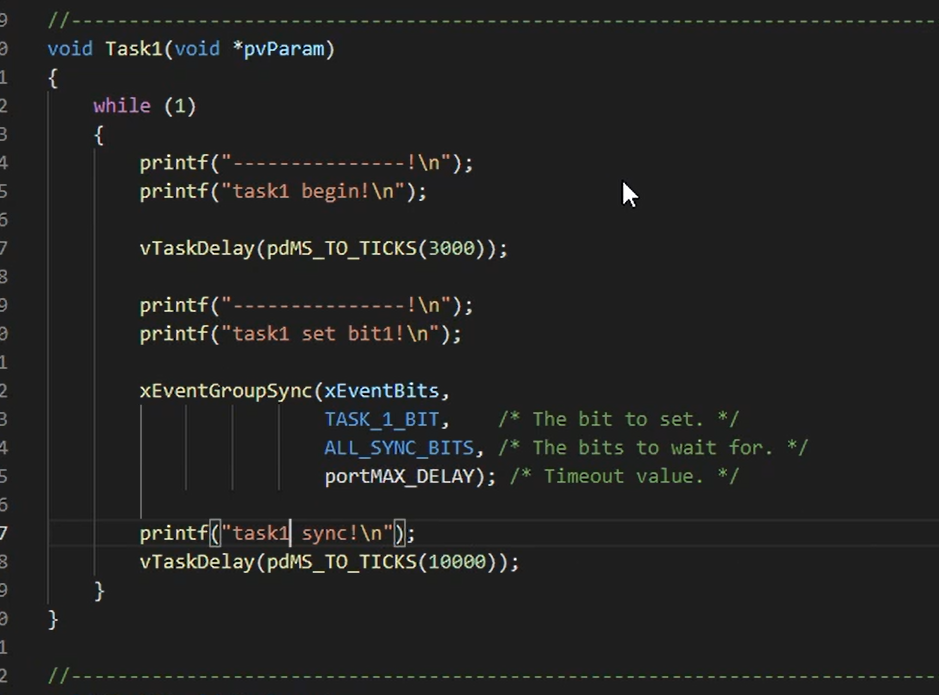 9 //---------------------------------------------------------------------------
0 void Task1(void *pvParam)
1 {
2 while (1)
3 {
4 printf("---------------!\n");
5 printf("task1 begin!\n");
6
7 vTaskDelay(pdMS_TO_TICKS(3000));
8
9 printf("---------------!\n");
0 printf("task1 set bit1!\n");
1
2 xEventGroupSync(xEventBits,
3 TASK_1_BIT, /* The bit to set. */
4 ALL_SYNC_BITS, /* The bits to wait for. */
5 portMAX_DELAY); /* Timeout value. */
6
7 printf("task1 sync!\n");
8 vTaskDelay(pdMS_TO_TICKS(10000));
9 }
0 }
1
2 //---------------------------------------------------------------------------